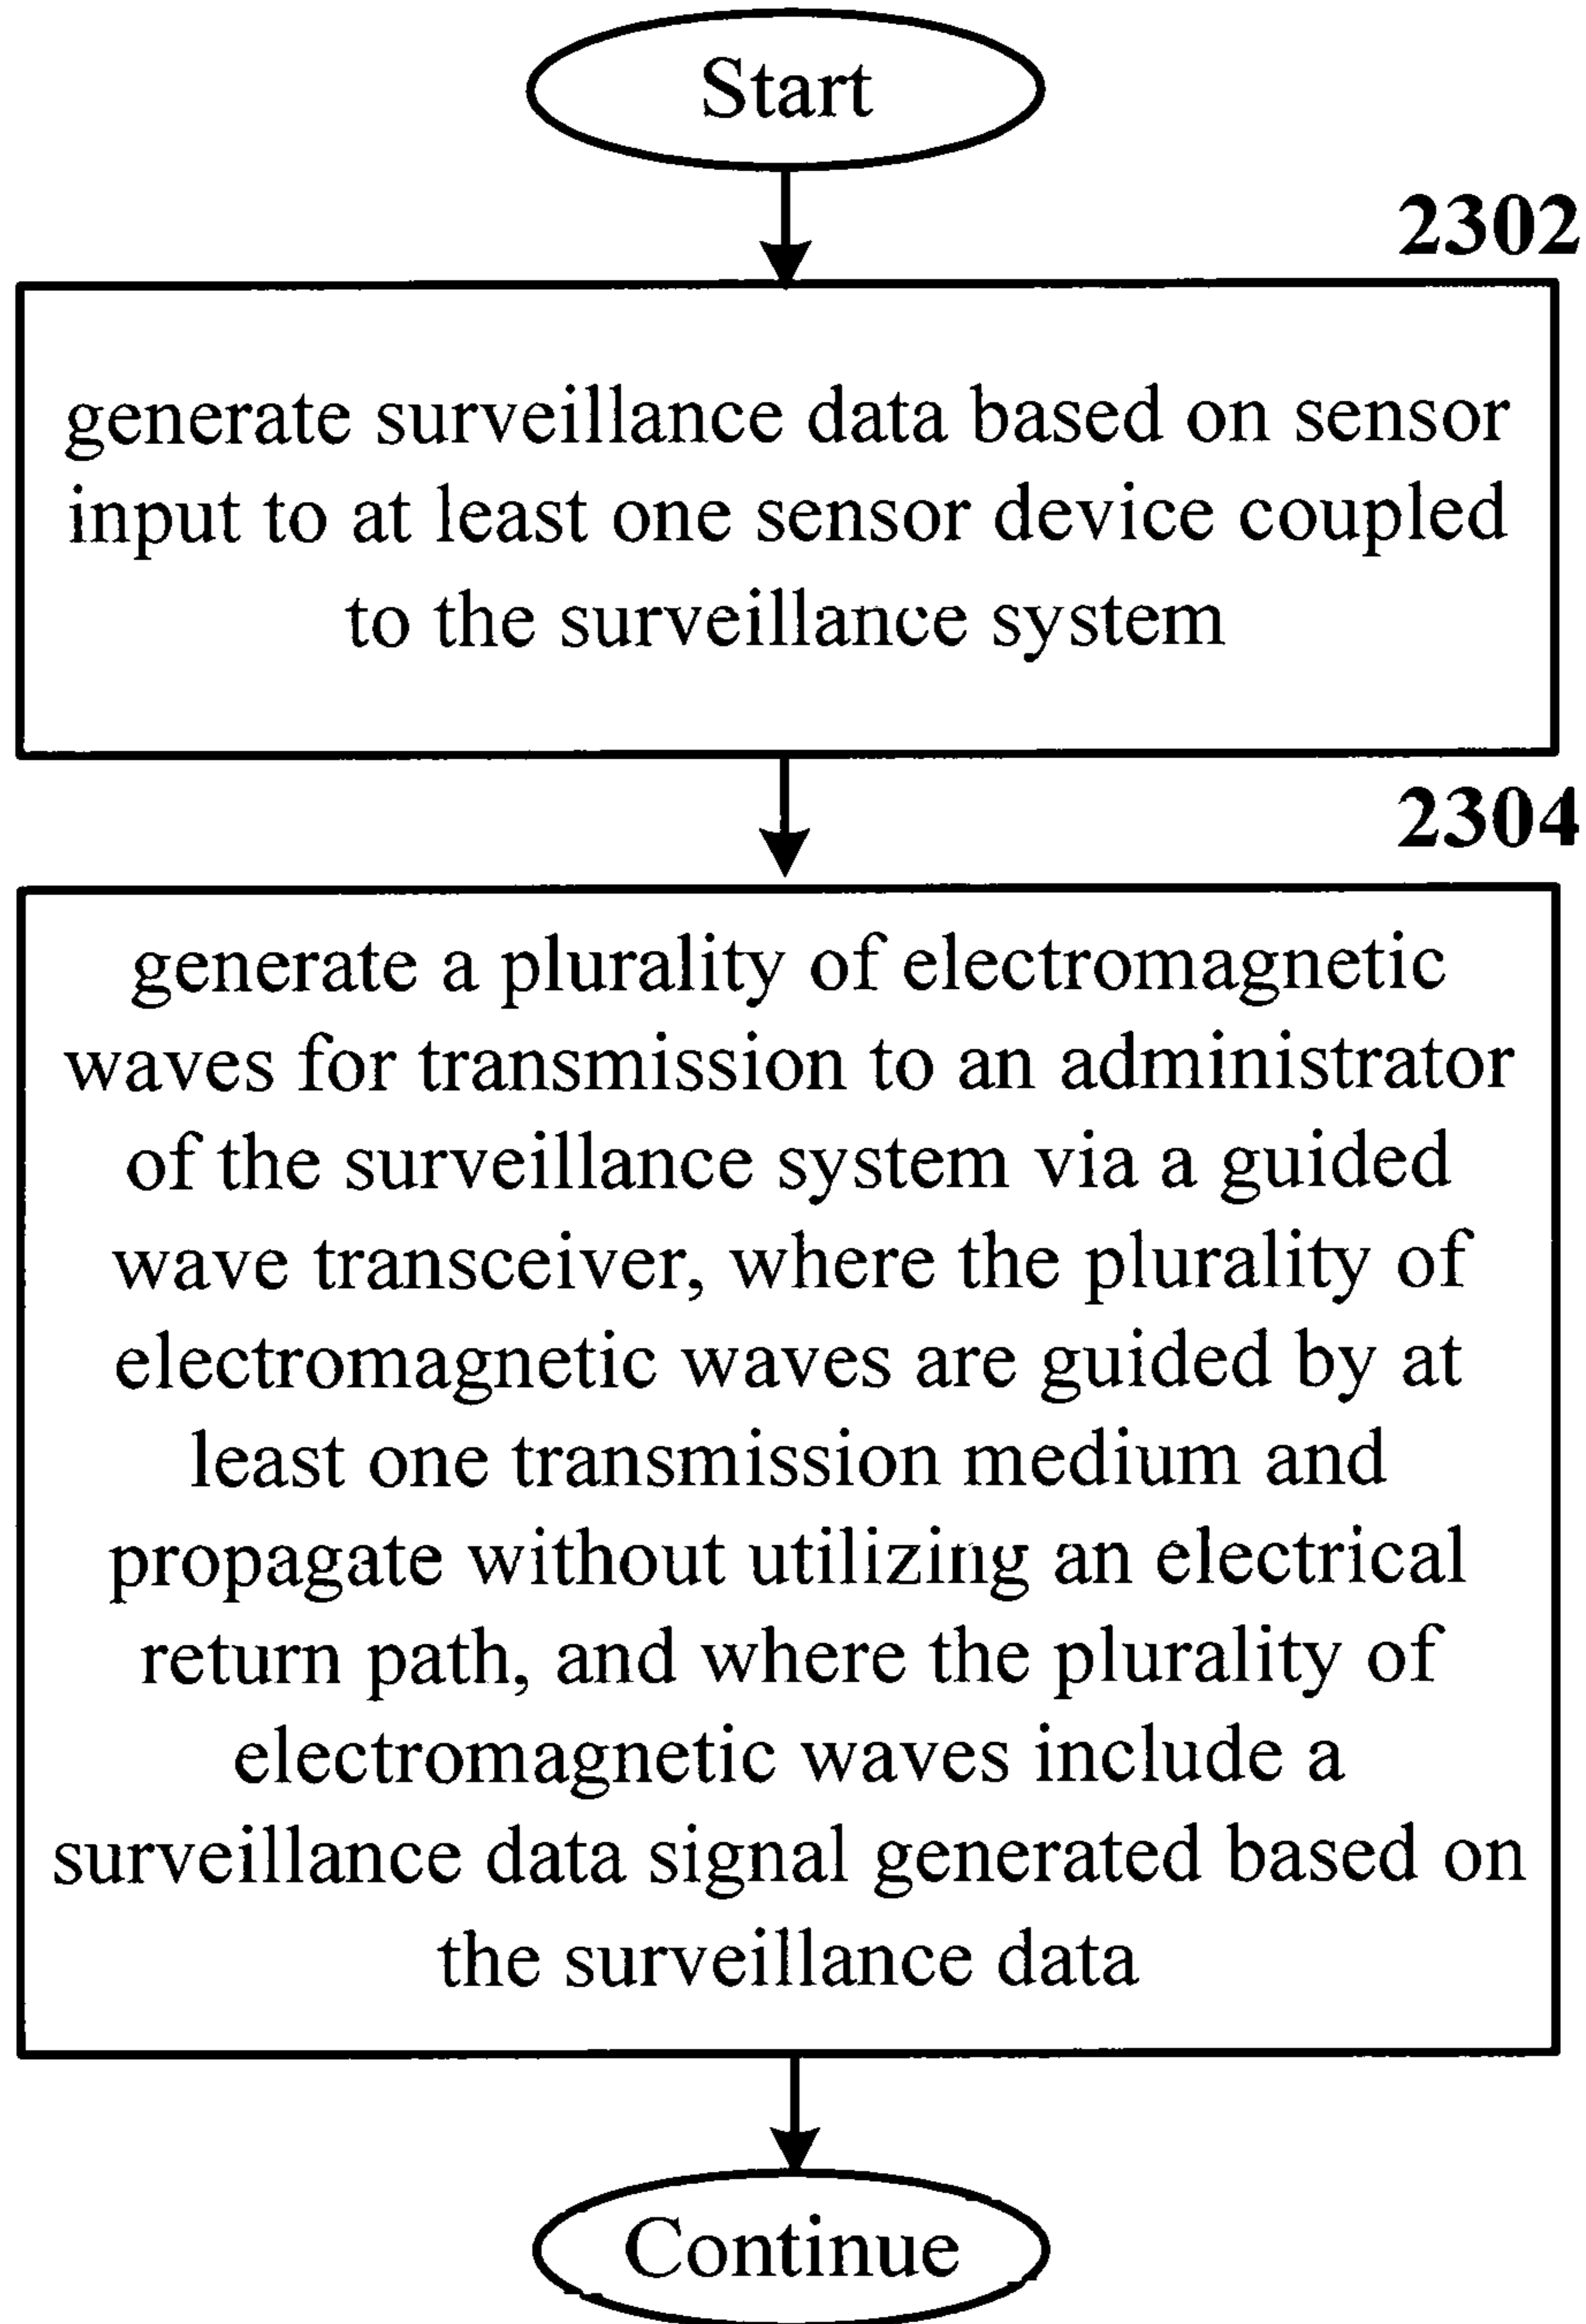 Start
2302
generate surveillance data based on sensor
input to at least one sensor device coupled
to the surveillance system
2304
generate a plurality of electromagnetic
waves for transmission to an administrator
of the surveillance system via a guided
wave transceiver, where the plurality of
electromagnetic waves are guided by at
least one transmission medium and
propagate without utilizing an electrical
return path, and where the plurality of
electromagnetic waves include a
surveillance data signal generated based on
the surveillance data
Continue